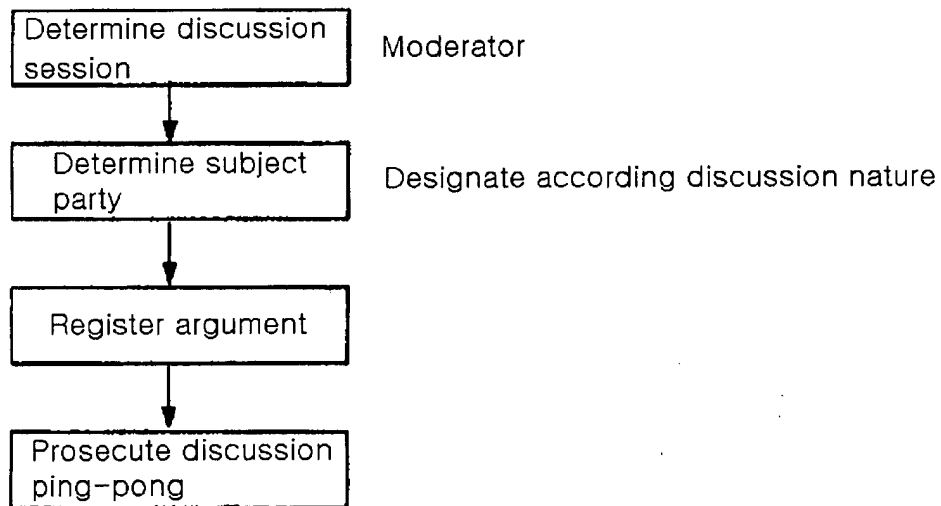 Determine discussion
session
Moderator
Determine subject
party
Designate according discussion nature
Register argument
Prosecute discussion
ping-pong